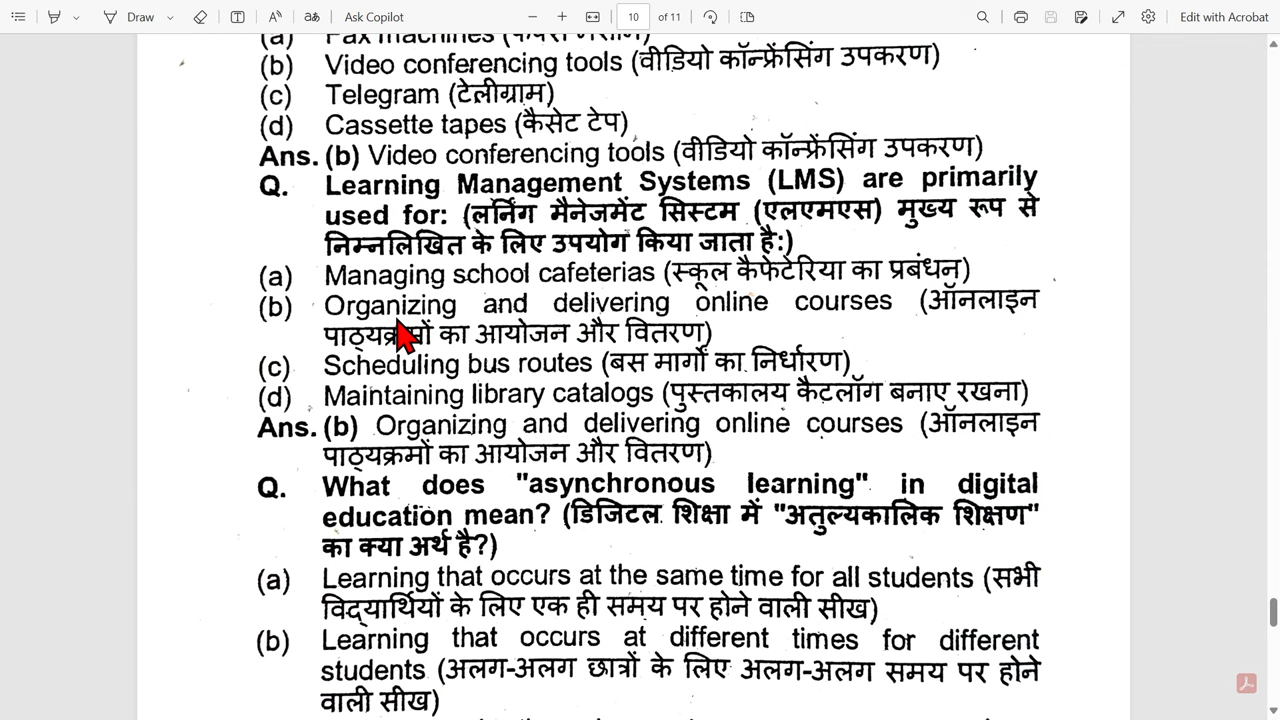 Draw
Ask Copilot
10 of 11
Edit with Acrobat
(a) Fax machines (फैक्स मशीन)
(b) Video conferencing tools (वीडियो कॉन्फ्रेंसिंग उपकरण)
(c) Telegram (टेलीग्राम)
(d) Cassette tapes (कैसेट टेप)
Ans. (b) Video conferencing tools (वीडियो कॉन्फ्रेंसिंग उपकरण)
Q. Learning Management Systems (LMS) are primarily
used for: (लर्निंग मैनेजमेंट सिस्टम (एलएमएस) मुख्य रूप से
निम्नलिखित के लिए उपयोग किया जाता है:)
(a) Managing school cafeterias (स्कूल कैफेटेरिया का प्रबंधन)
(b) Organizing and delivering online courses (ऑनलाइन
पाठ्यक्रमों का आयोजन और वितरण)
(c) Scheduling bus routes (बस मार्गों का निर्धारण)
(d) Maintaining library catalogs (पुस्तकालय कैटलॉग बनाए रखना)
Ans. (b) Organizing and delivering online courses (ऑनलाइन
पाठ्यक्रमों का आयोजन और वितरण)
Q. What does "asynchronous learning" in digital
education mean? (डिजिटल शिक्षा में "अतुल्यकालिक शिक्षण"
का क्या अर्थ है?)
(a) Learning that occurs at the same time for all students (सभी
विद्यार्थियों के लिए एक ही समय पर होने वाली सीख)
(b) Learning that occurs at different times for different
students (अलग-अलग छात्रों के लिए अलग-अलग समय पर होने
वाली सीख)